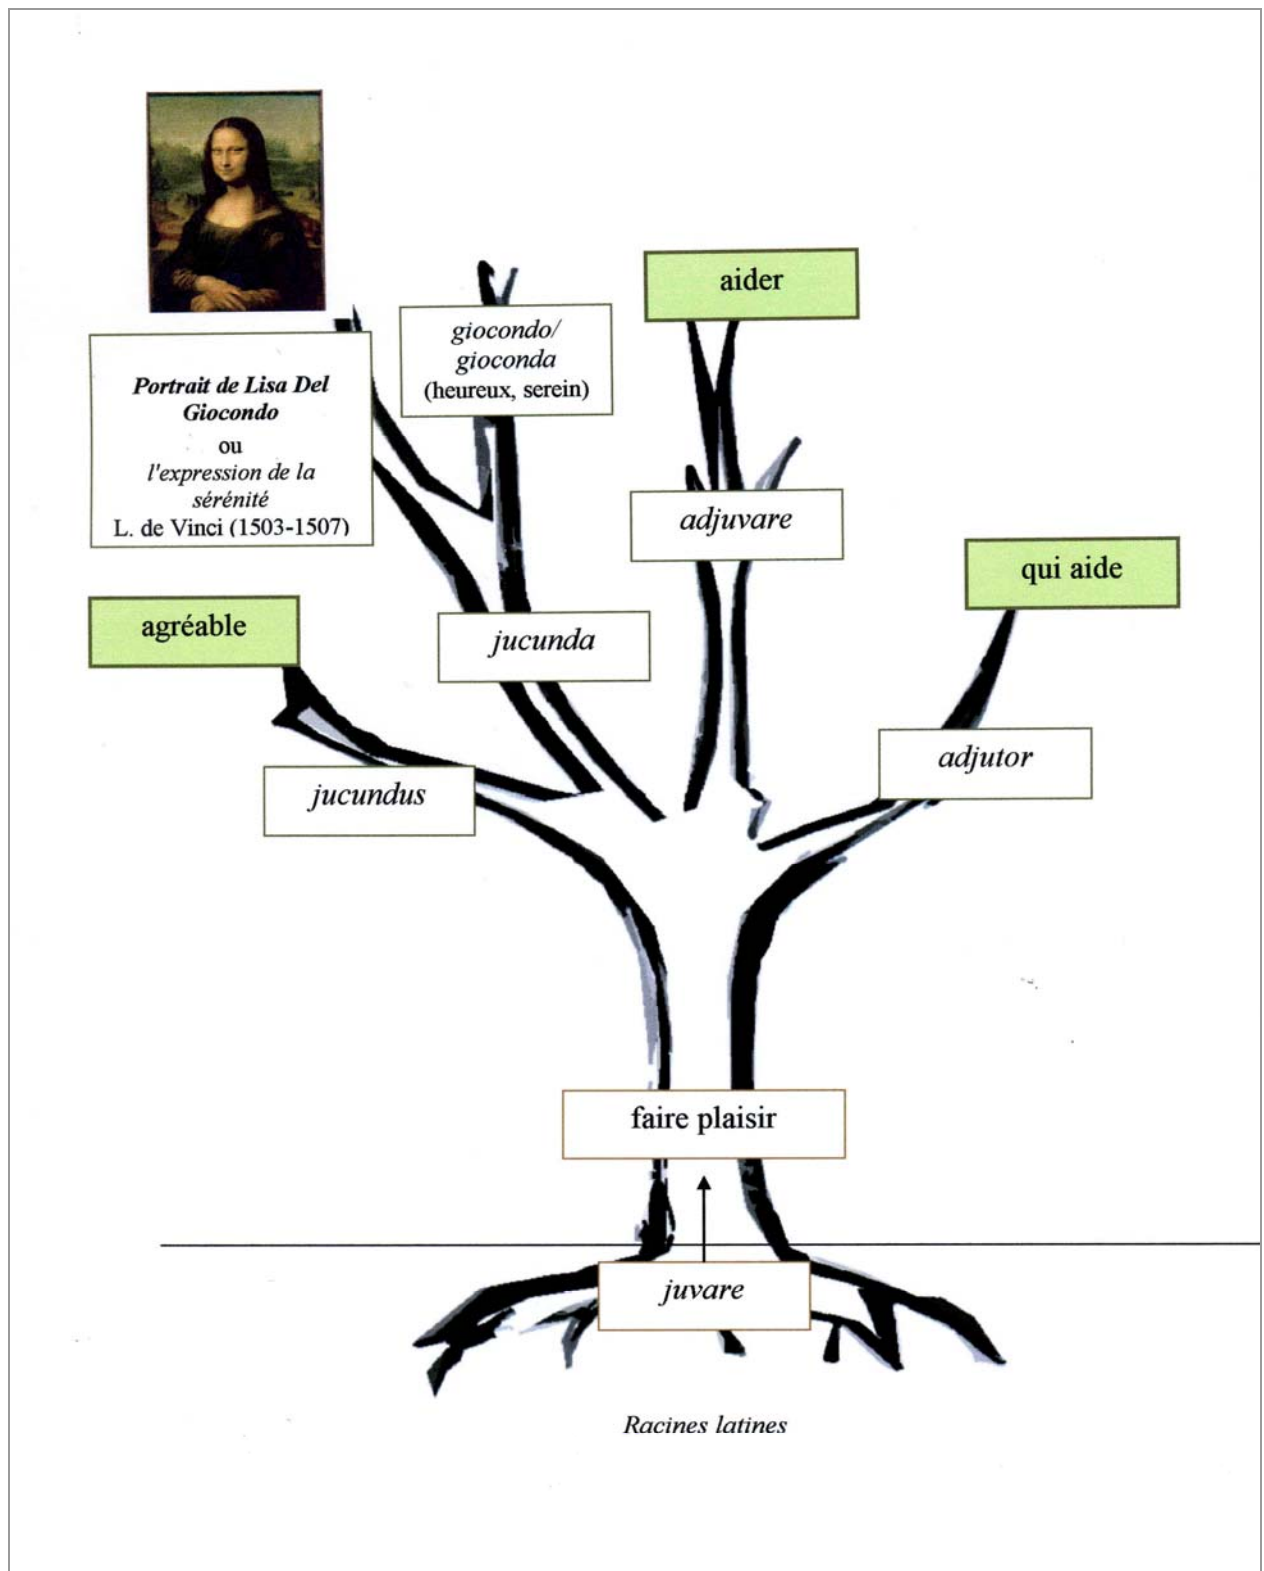 aider
giocondo/
gioconda
(heureux, serein)
Portrait de Lisa Del
Giocondo
ou
l'expression de la
sérénité
L. de Vinci (1503-1507)
adjuvare
qui aide
agréable
jucunda
adjutor
jucundus
faire plaisir
juvare
Racines latines